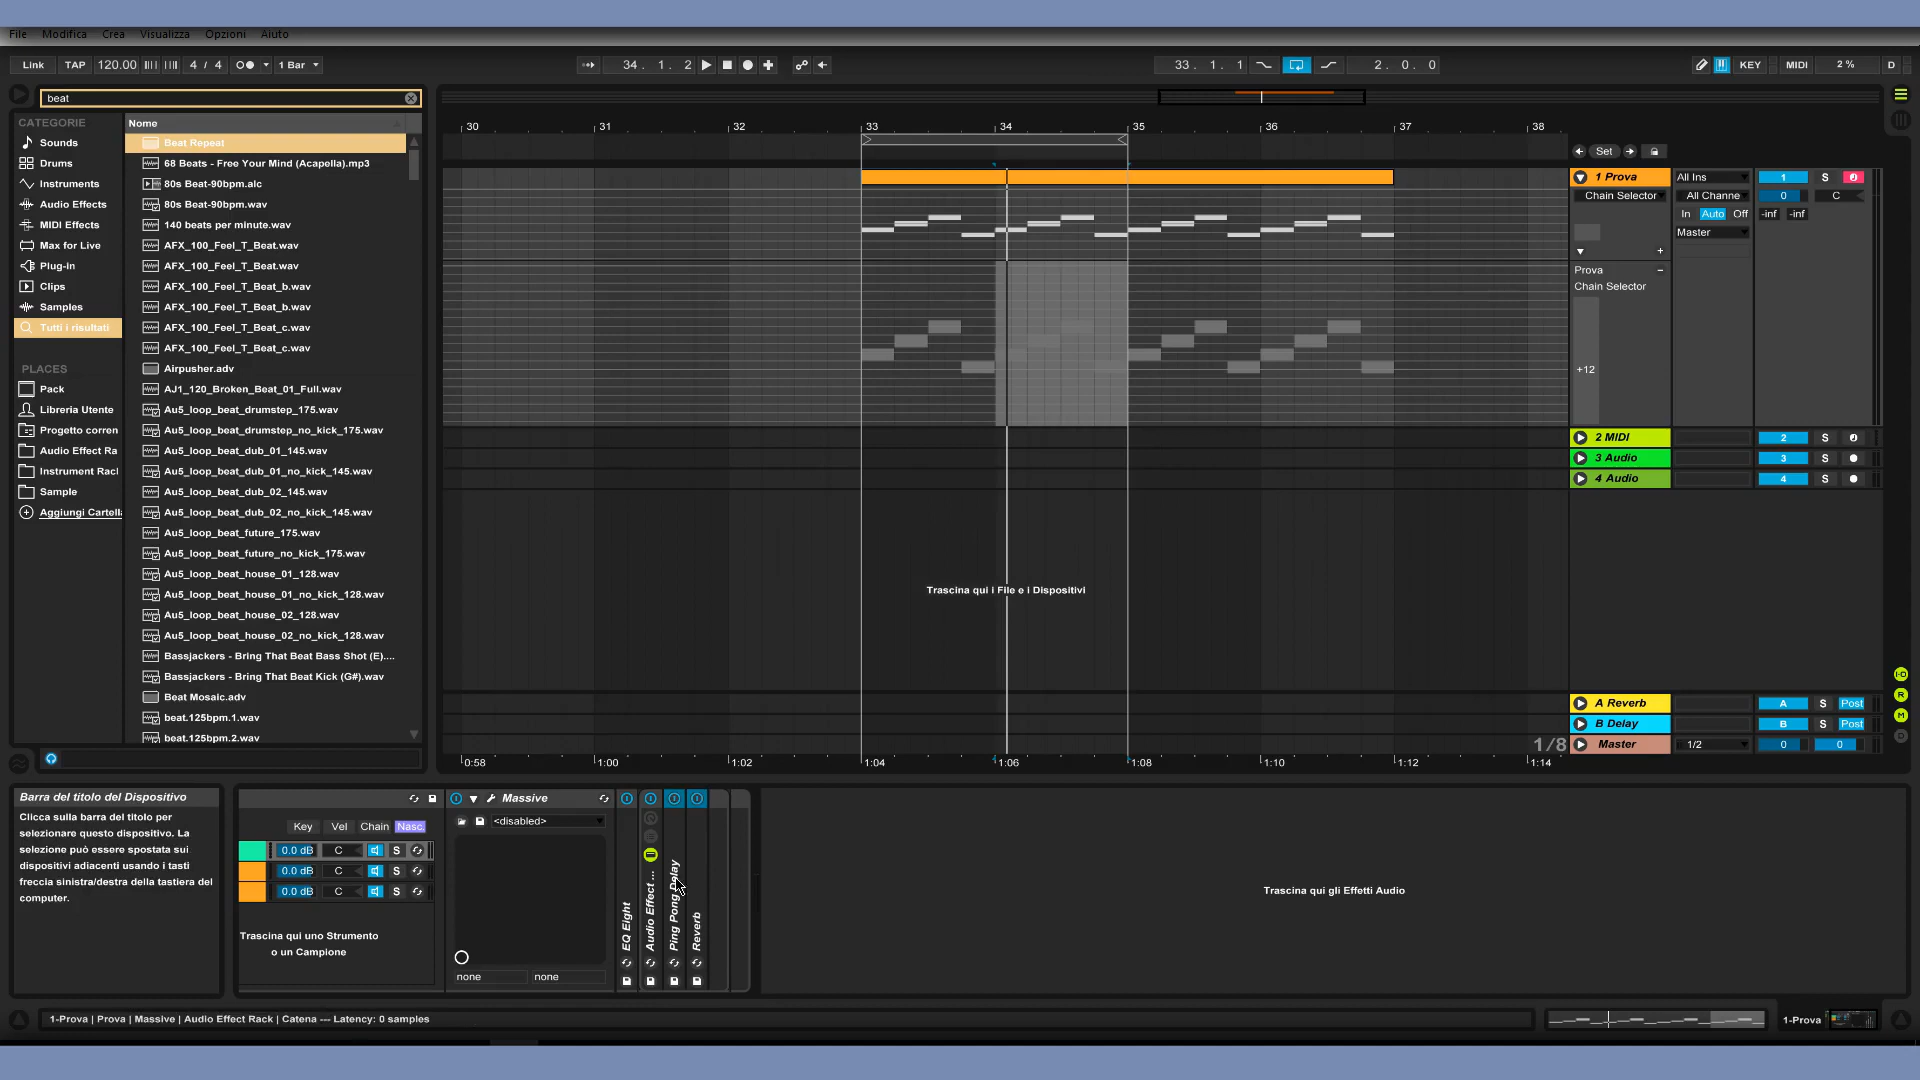 File Modifica Crea Visualizza Opzioni Aiuto
Link TAP 120.00 4 / 4 1 Bar 34. 1. 2 33. 1. 1 2. 0. 0 KEY MIDI 2 % D
beat
CATEGORIE
Sounds
Drums
Instruments
Audio Effects
MIDI Effects
Max for Live
Plug-in
Clips
Samples
Tutti i risultati
PLACES
Pack
Libreria Utente
Progetto corren
Audio Effect Ra
Instrument Racl
Sample
Aggiungi Cartell
Nome
Beat Repeat
68 Beats - Free Your Mind (Acapella).mp3
80s Beat-90bpm.alc
80s Beat-90bpm.wav
140 beats per minute.wav
AFX_100_Feel_T_Beat.wav
AFX_100_Feel_T_Beat.wav
AFX_100_Feel_T_Beat_b.wav
AFX_100_Feel_T_Beat_b.wav
AFX_100_Feel_T_Beat_c.wav
AFX_100_Feel_T_Beat_c.wav
Airpusher.adv
AJ1_120_Broken_Beat_01_Full.wav
Au5_loop_beat_drumstep_175.wav
Au5_loop_beat_drumstep_no_kick_175.wav
Au5_loop_beat_dub_01_145.wav
Au5_loop_beat_dub_01_no_kick_145.wav
Au5_loop_beat_dub_02_145.wav
Au5_loop_beat_dub_02_no_kick_145.wav
Au5_loop_beat_future_175.wav
Au5_loop_beat_future_no_kick_175.wav
Au5_loop_beat_house_01_128.wav
Au5_loop_beat_house_01_no_kick_128.wav
Au5_loop_beat_house_02_128.wav
Au5_loop_beat_house_02_no_kick_128.wav
Bassjackers - Bring That Beat Bass Shot (E)....
Bassjackers - Bring That Beat Kick (G#).wav
Beat Mosaic.adv
beat.125bpm.1.wav
beat.125bpm.2.wav
30 31 32 33 34 35 36 37 38
Set
1 Prova All Ins 1 S
Chain Selector All Channe 0 C
In Auto Off -inf -inf
Master
Prova
Chain Selector
+12
2 MIDI 2 S
3 Audio 3 S
4 Audio 4 S
Trascina qui i File e i Dispositivi
A Reverb A S Post
B Delay B S Post
1/8 Master 1/2 0 0
0:58 1:00 1:02 1:04 1:06 1:08 1:10 1:12 1:14
I·O
R
M
D
Barra del titolo del Dispositivo
Clicca sulla barra del titolo per
selezionare questo dispositivo. La
selezione può essere spostata sui
dispositivi adiacenti usando i tasti
freccia sinistra/destra della tastiera del
computer.
Key Vel Chain Nasc.
0.0 dB C S
0.0 dB C S
0.0 dB C S
Trascina qui uno Strumento
o un Campione
Massive
<disabled>
none none
EQ Eight
Audio Effect ...
Ping Pong Delay
Reverb
Trascina qui gli Effetti Audio
1-Prova | Prova | Massive | Audio Effect Rack | Catena --- Latency: 0 samples
1-Prova